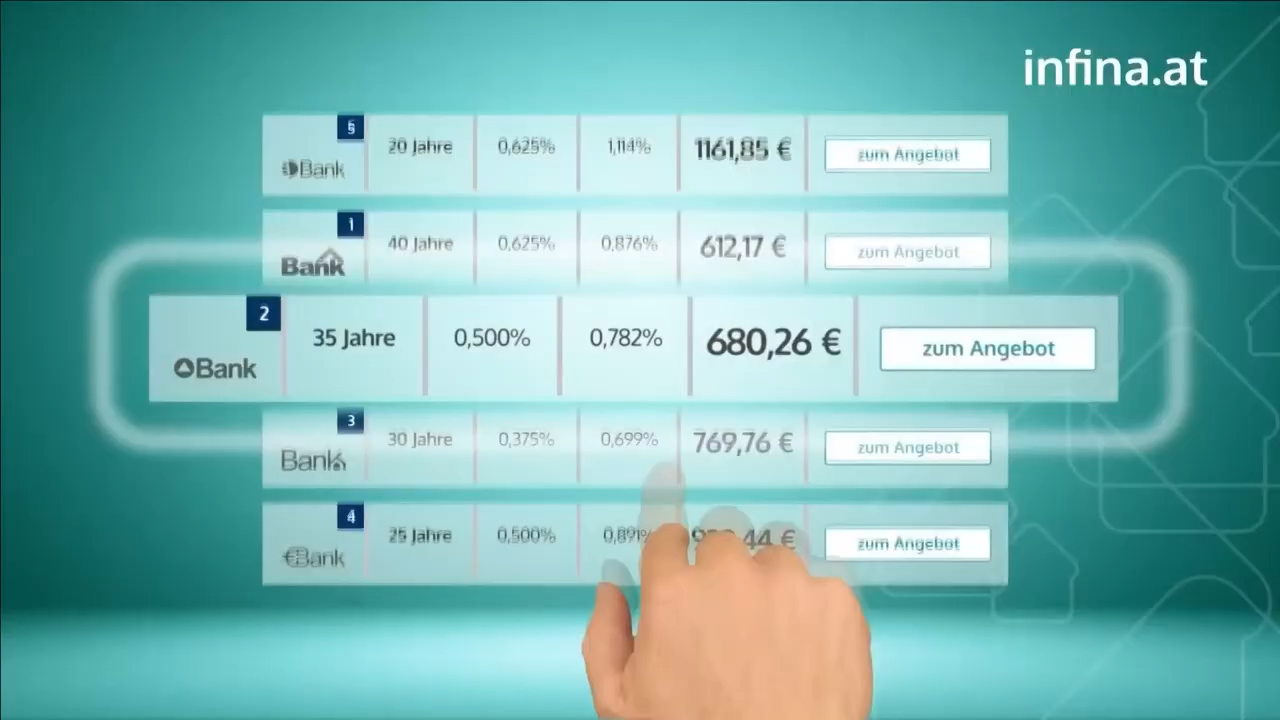 infina.at
5
Bank
20 Jahre
0,625%
1,114%
1161,85 €
zum Angebot
1
Bank
40 Jahre
0,625%
0,876%
612,17 €
zum Angebot
2
Bank
35 Jahre
0,500%
0,782%
680,26 €
zum Angebot
3
Bank
30 Jahre
0,375%
0,699%
769,76 €
zum Angebot
4
Bank
25 Jahre
0,500%
0,891%
zum Angebot